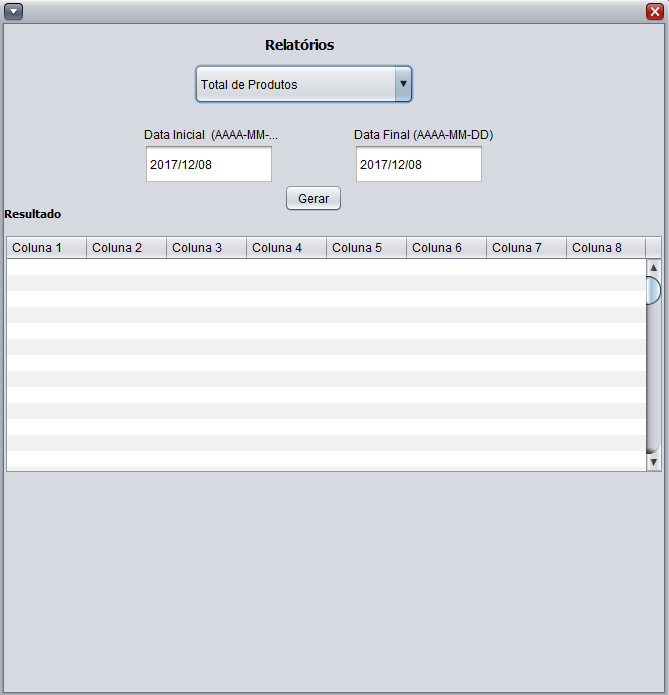 Relatórios
Total de Produtos
Data Inicial (AAAA-MM-... Data Final (AAAA-MM-DD)
2017/12/08 2017/12/08
Gerar
Resultado
Coluna 1 Coluna 2 Coluna 3 Coluna 4 Coluna 5 Coluna 6 Coluna 7 Coluna 8